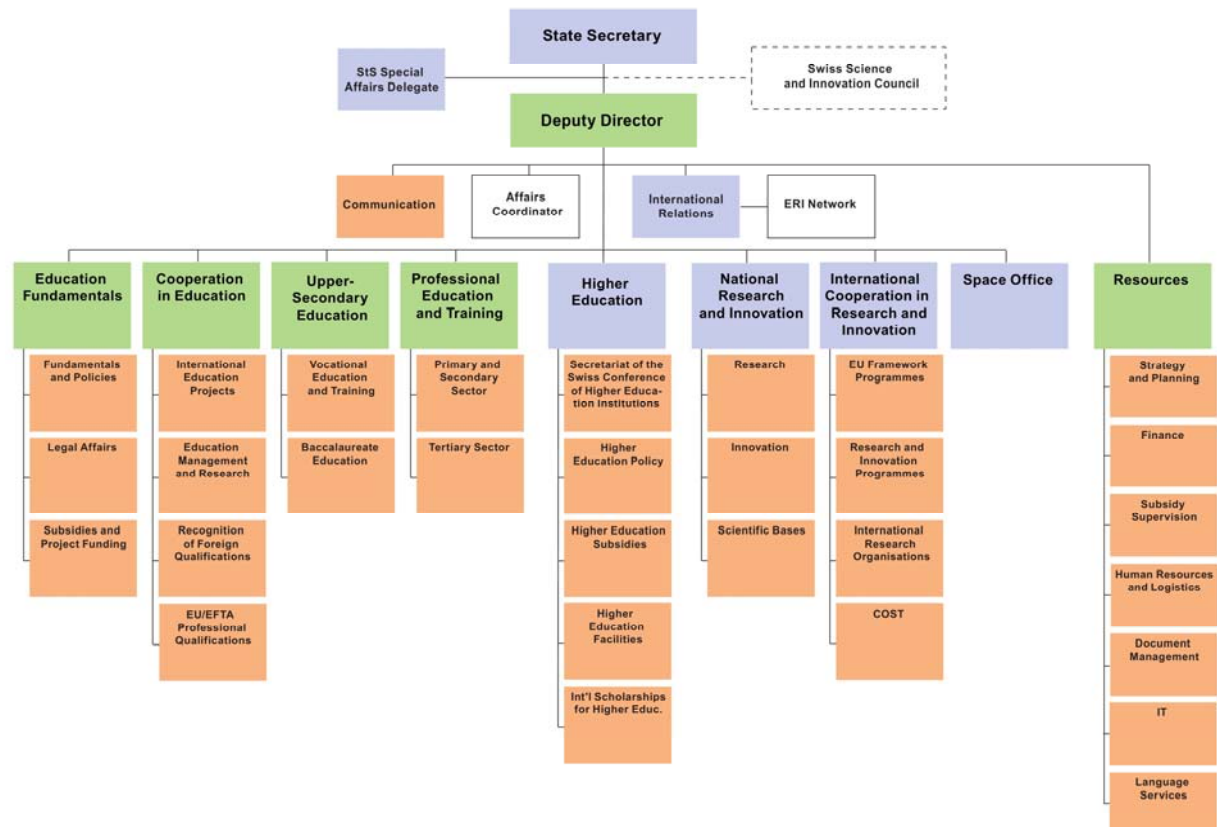 State Secretary
StS Special
Affairs Delegate
Swiss Science
and Innovation Council
Deputy Director
Communication
Affairs
Coordinator
International
Relations
ERI Network
Education
Fundamentals
Fundamentals
and Policies
Legal Affairs
Subsidies and
Project Funding
Cooperation
in Education
International
Education
Projects
Education
Management
and Research
Recognition
of Foreign
Qualifications
EU/EFTA
Professional
Qualifications
Upper-
Secondary
Education
Vocational
Education
and Training
Baccalaureate
Education
Professional
Education
and Training
Primary and
Secondary
Sector
Tertiary Sector
Higher
Education
Secretariat of the
Swiss Conference
of Higher Educa-
tion Institutions
Higher
Education Policy
Higher Education
Subsidies
Higher
Education
Facilities
Int'l Scholarships
for Higher Educ.
National
Research
and Innovation
Research
Innovation
Scientific Bases
International
Cooperation in
Research and
Innovation
EU Framework
Programmes
Research and
Innovation
Programmes
International
Research
Organisations
COST
Space Office
Resources
Strategy
and Planning
Finance
Subsidy
Supervision
Human Resources
and Logistics
Document
Management
IT
Language
Services